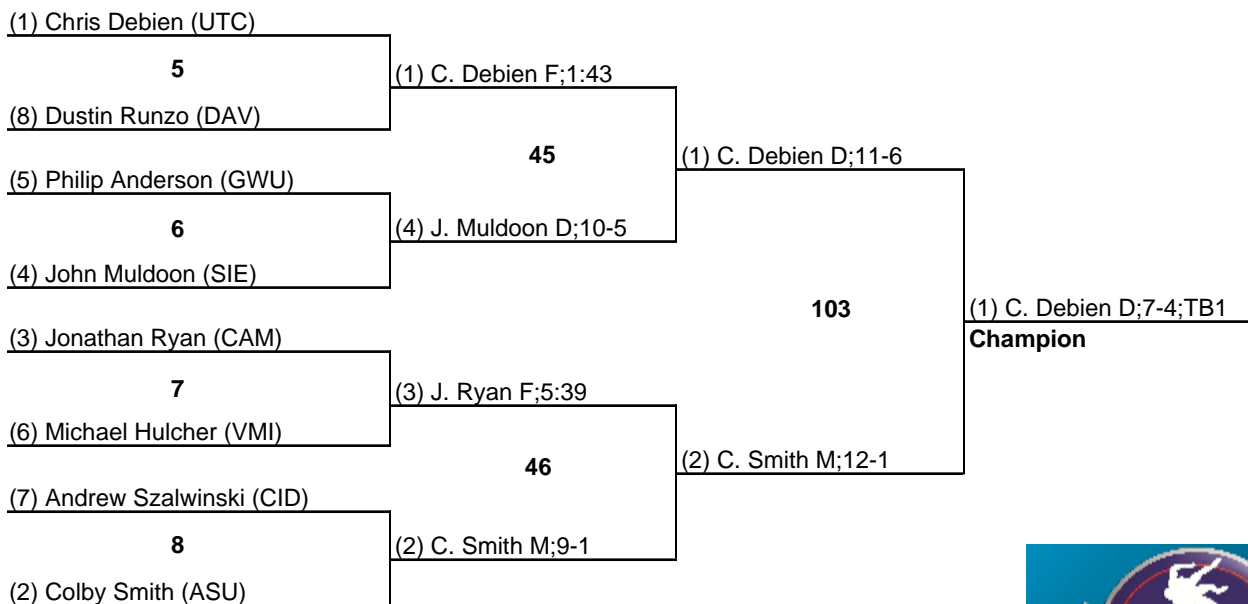 (1) Chris Debien (UTC)
5
(8) Dustin Runzo (DAV)
(1) C. Debien F;1:43
45
(5) Philip Anderson (GWU)
6
(4) John Muldoon (SIE)
(4) J. Muldoon D;10-5
(1) C. Debien D;11-6
103
(3) Jonathan Ryan (CAM)
7
(6) Michael Hulcher (VMI)
(3) J. Ryan F;5:39
46
(7) Andrew Szalwinski (CID)
8
(2) Colby Smith (ASU)
(2) C. Smith M;9-1
(2) C. Smith M;12-1
(1) C. Debien D;7-4;TB1
Champion